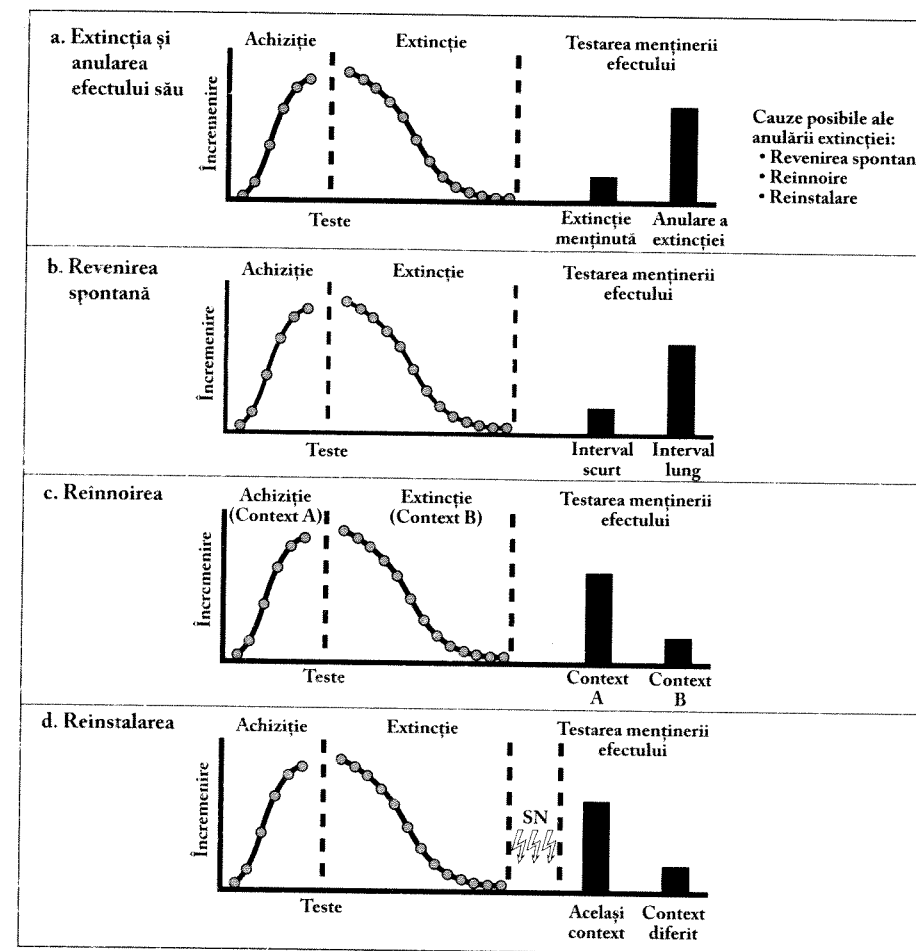 a. Extincția și
anularea
efectului său
Achiziție
Extincție
Testarea menținerii
efectului
Încremenire
Teste
Extincție
menținută
Anulare a
extincției
Cauze posibile ale
anulării extincției:
• Revenirea spontan
• Reinnoire
• Reinstalare
b. Revenirea
spontană
Achiziție
Extincție
Testarea menținerii
efectului
Încremenire
Teste
Interval
scurt
Interval
lung
c. Reînnoirea
Achiziție
(Context A)
Extincție
(Context B)
Testarea menținerii
efectului
Încremenire
Teste
Context
A
Context
B
d. Reinstalarea
Achiziție
Extincție
Testarea menținerii
efectului
Încremenire
SN
Teste
Același
context
Context
diferit